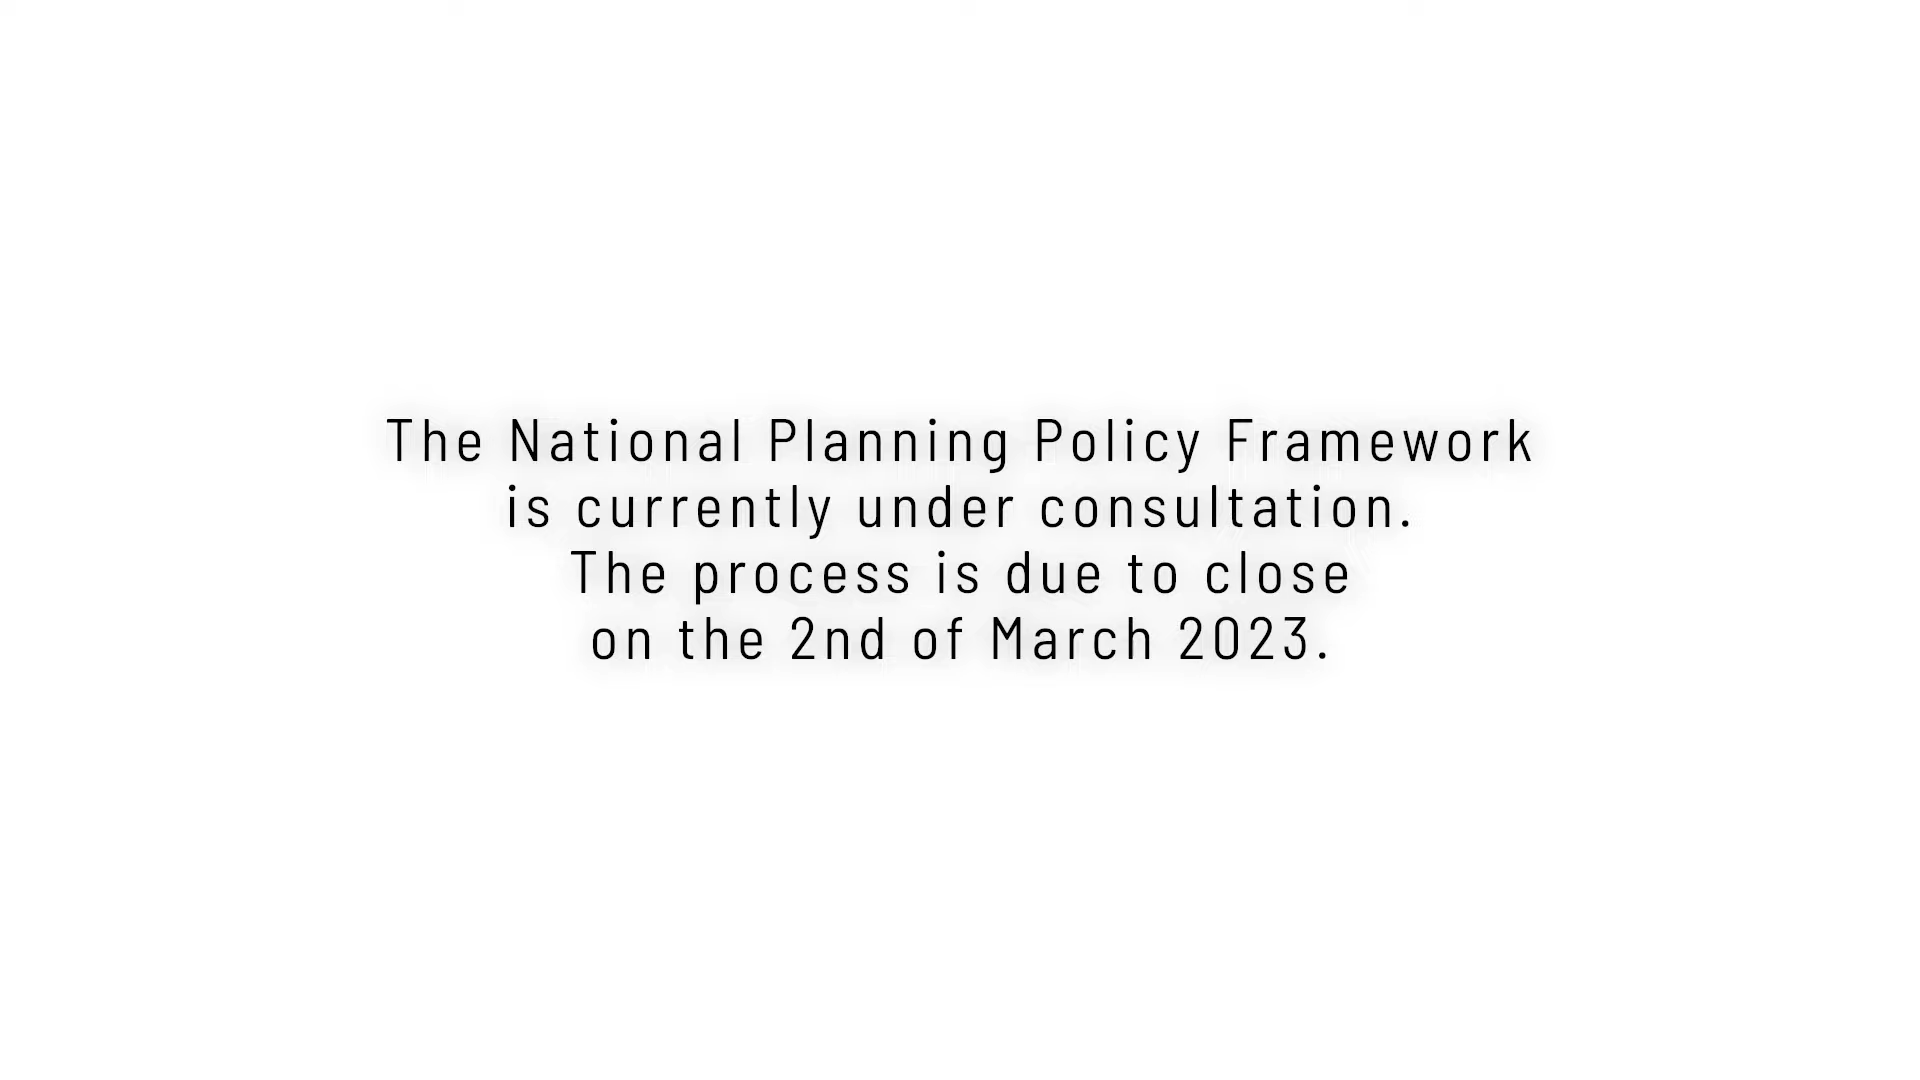 The National Planning Policy Framework
is currently under consultation.
The process is due to close
on the 2nd of March 2023.